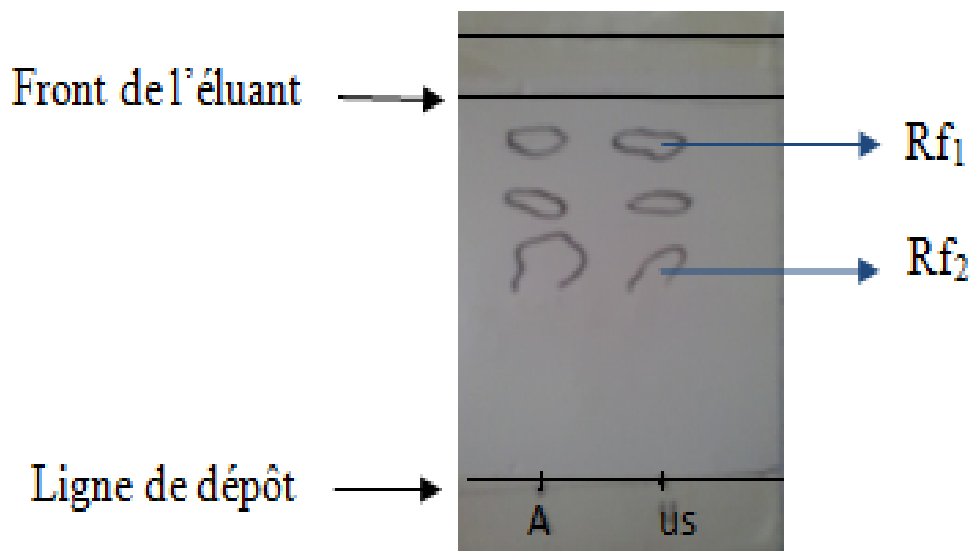 Front de l'éluant
Rf₁
Rf₂
Ligne de dépôt
A
us